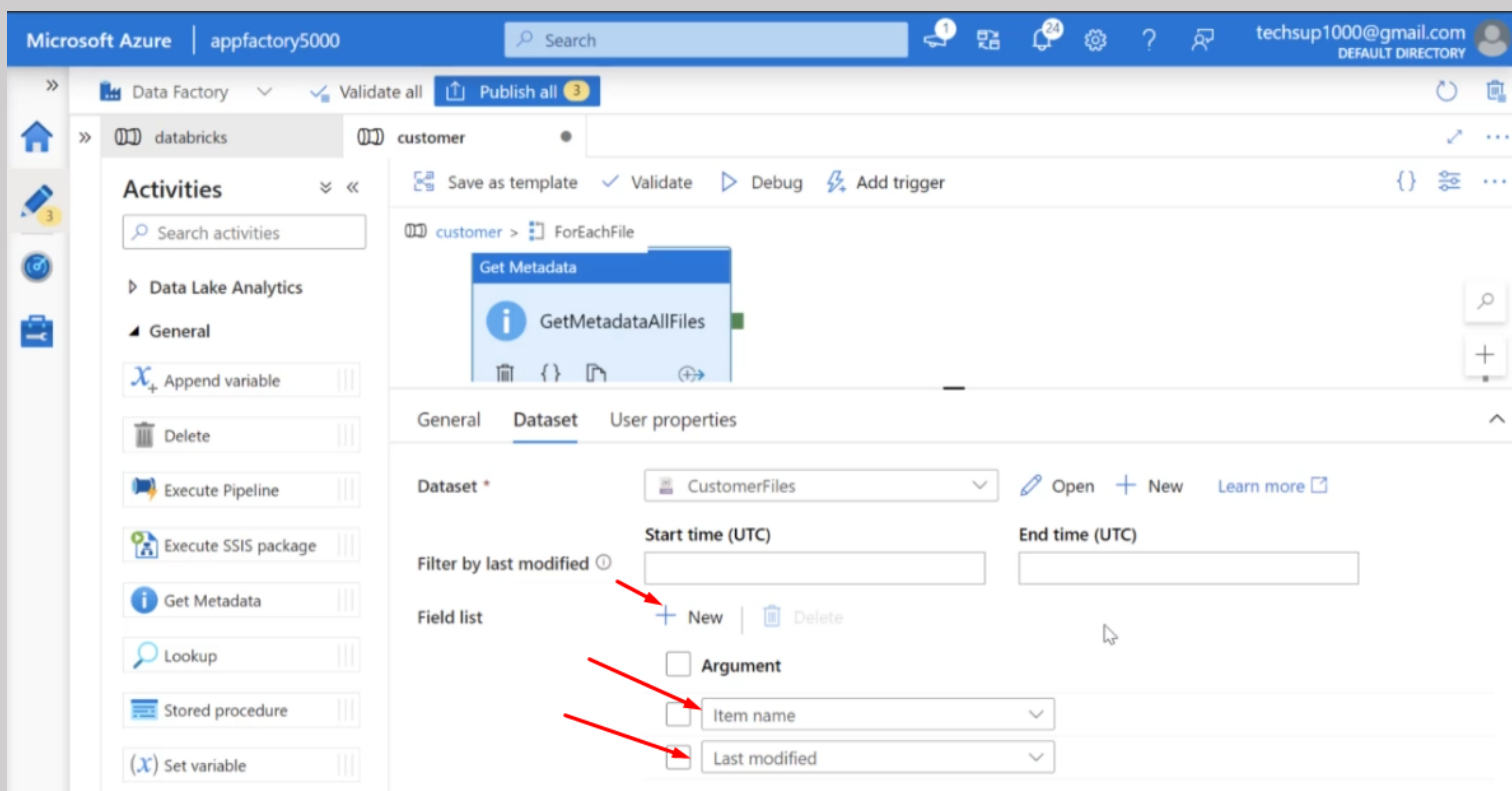 Microsoft Azure appfactory5000 Search 1 24 techsup1000@gmail.com
DEFAULT DIRECTORY
Data Factory Validate all Publish all 3
databricks customer
Activities Save as template Validate Debug Add trigger
3
Search activities customer > ForEachFile
Get Metadata
Data Lake Analytics
General GetMetadataAllFiles
Append variable
General Dataset User properties
Delete
Dataset * CustomerFiles Open New Learn more
Execute Pipeline
Start time (UTC) End time (UTC)
Execute SSIS package
Filter by last modified
Get Metadata
Field list New Delete
Lookup
Argument
Stored procedure
Item name
Set variable
Last modified